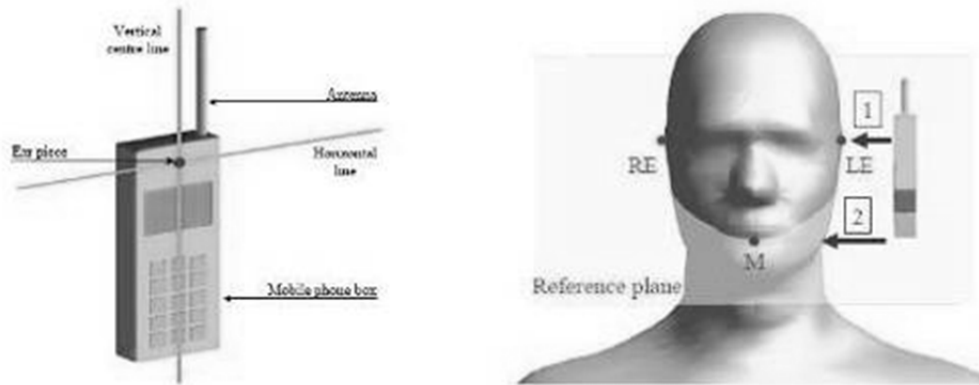 Vertical
centre line
Antenna
Ear piece
Horizontal
line
Mobile phone box
1
RE
LE
2
M
Reference plane